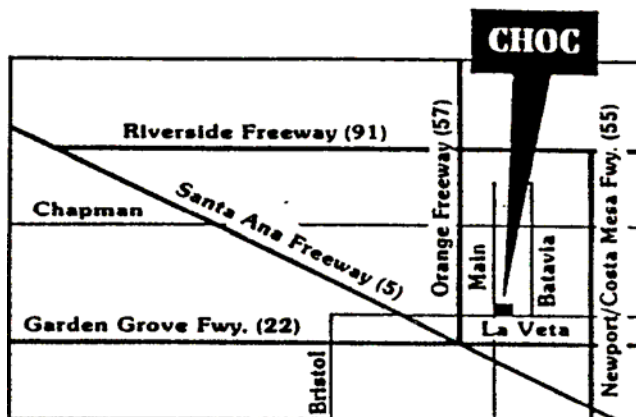 CHOC
Riverside Freeway (91)
Orange Freeway (57)
Newport/Costa Mesa Fwy. (55)
Santa Ana Freeway (5)
Chapman
Main
Batavia
Garden Grove Fwy. (22)
La Veta
Bristol